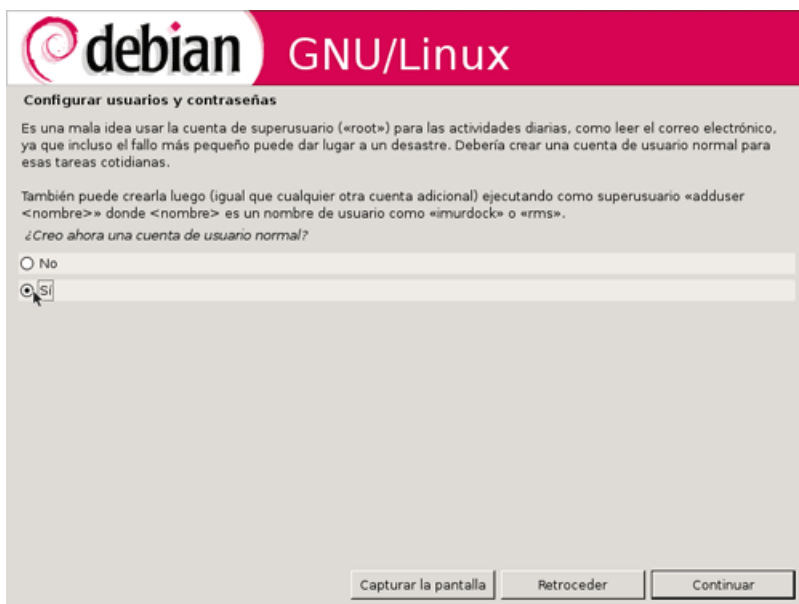 debian GNU/Linux
Configurar usuarios y contraseñas
Es una mala idea usar la cuenta de superusuario («root») para las actividades diarias, como leer el correo electrónico,
ya que incluso el fallo más pequeño puede dar lugar a un desastre. Debería crear una cuenta de usuario normal para
esas tareas cotidianas.
También puede crearla luego (igual que cualquier otra cuenta adicional) ejecutando como superusuario «adduser
<nombre>» donde <nombre> es un nombre de usuario como «imurdock» o «rms».
¿Creo ahora una cuenta de usuario normal?
No
Sí
Capturar la pantalla Retroceder Continuar